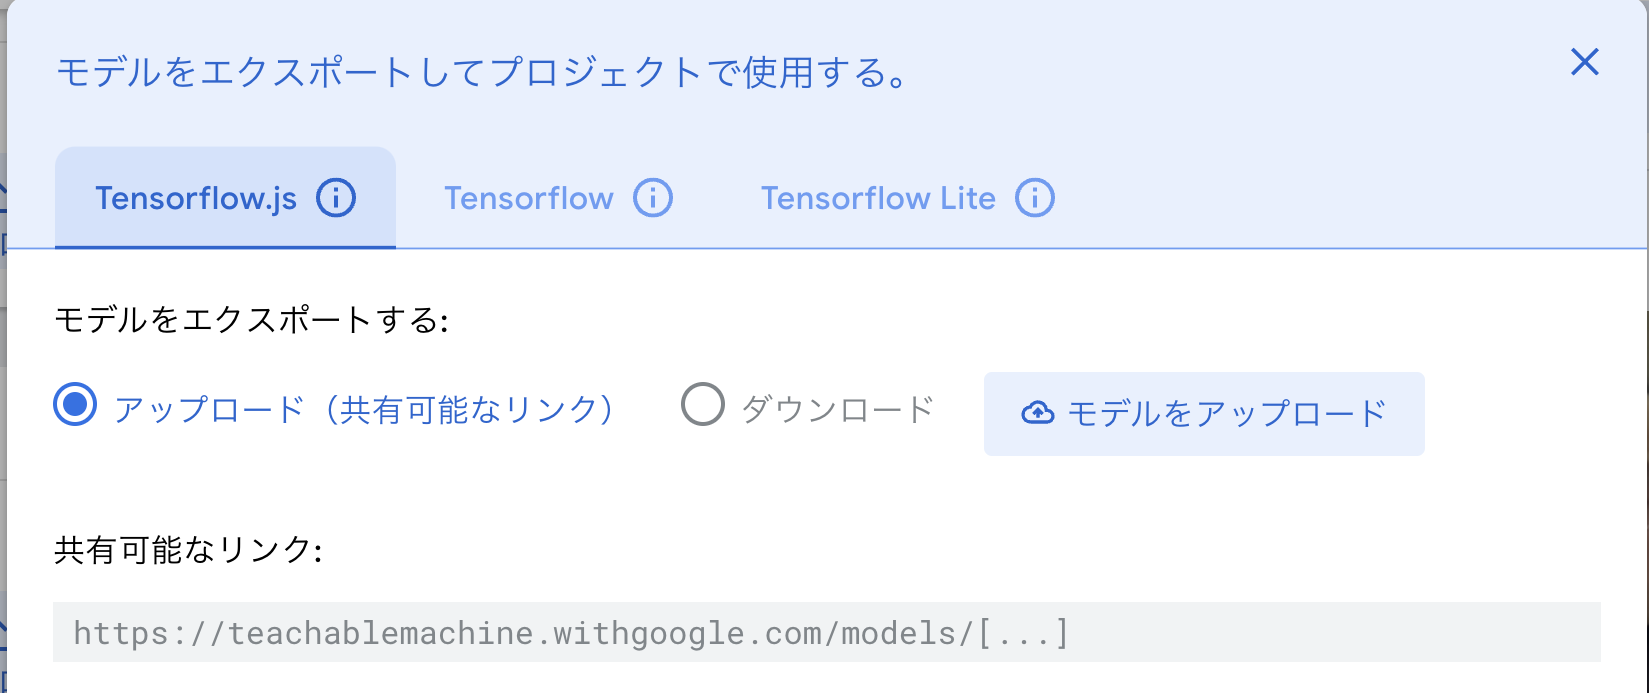 モデルをエクスポートしてプロジェクトで使用する。
Tensorflow.js Tensorflow Tensorflow Lite
モデルをエクスポートする:
アップロード（共有可能なリンク） ダウンロード モデルをアップロード
共有可能なリンク:
https://teachablemachine.withgoogle.com/models/[...]